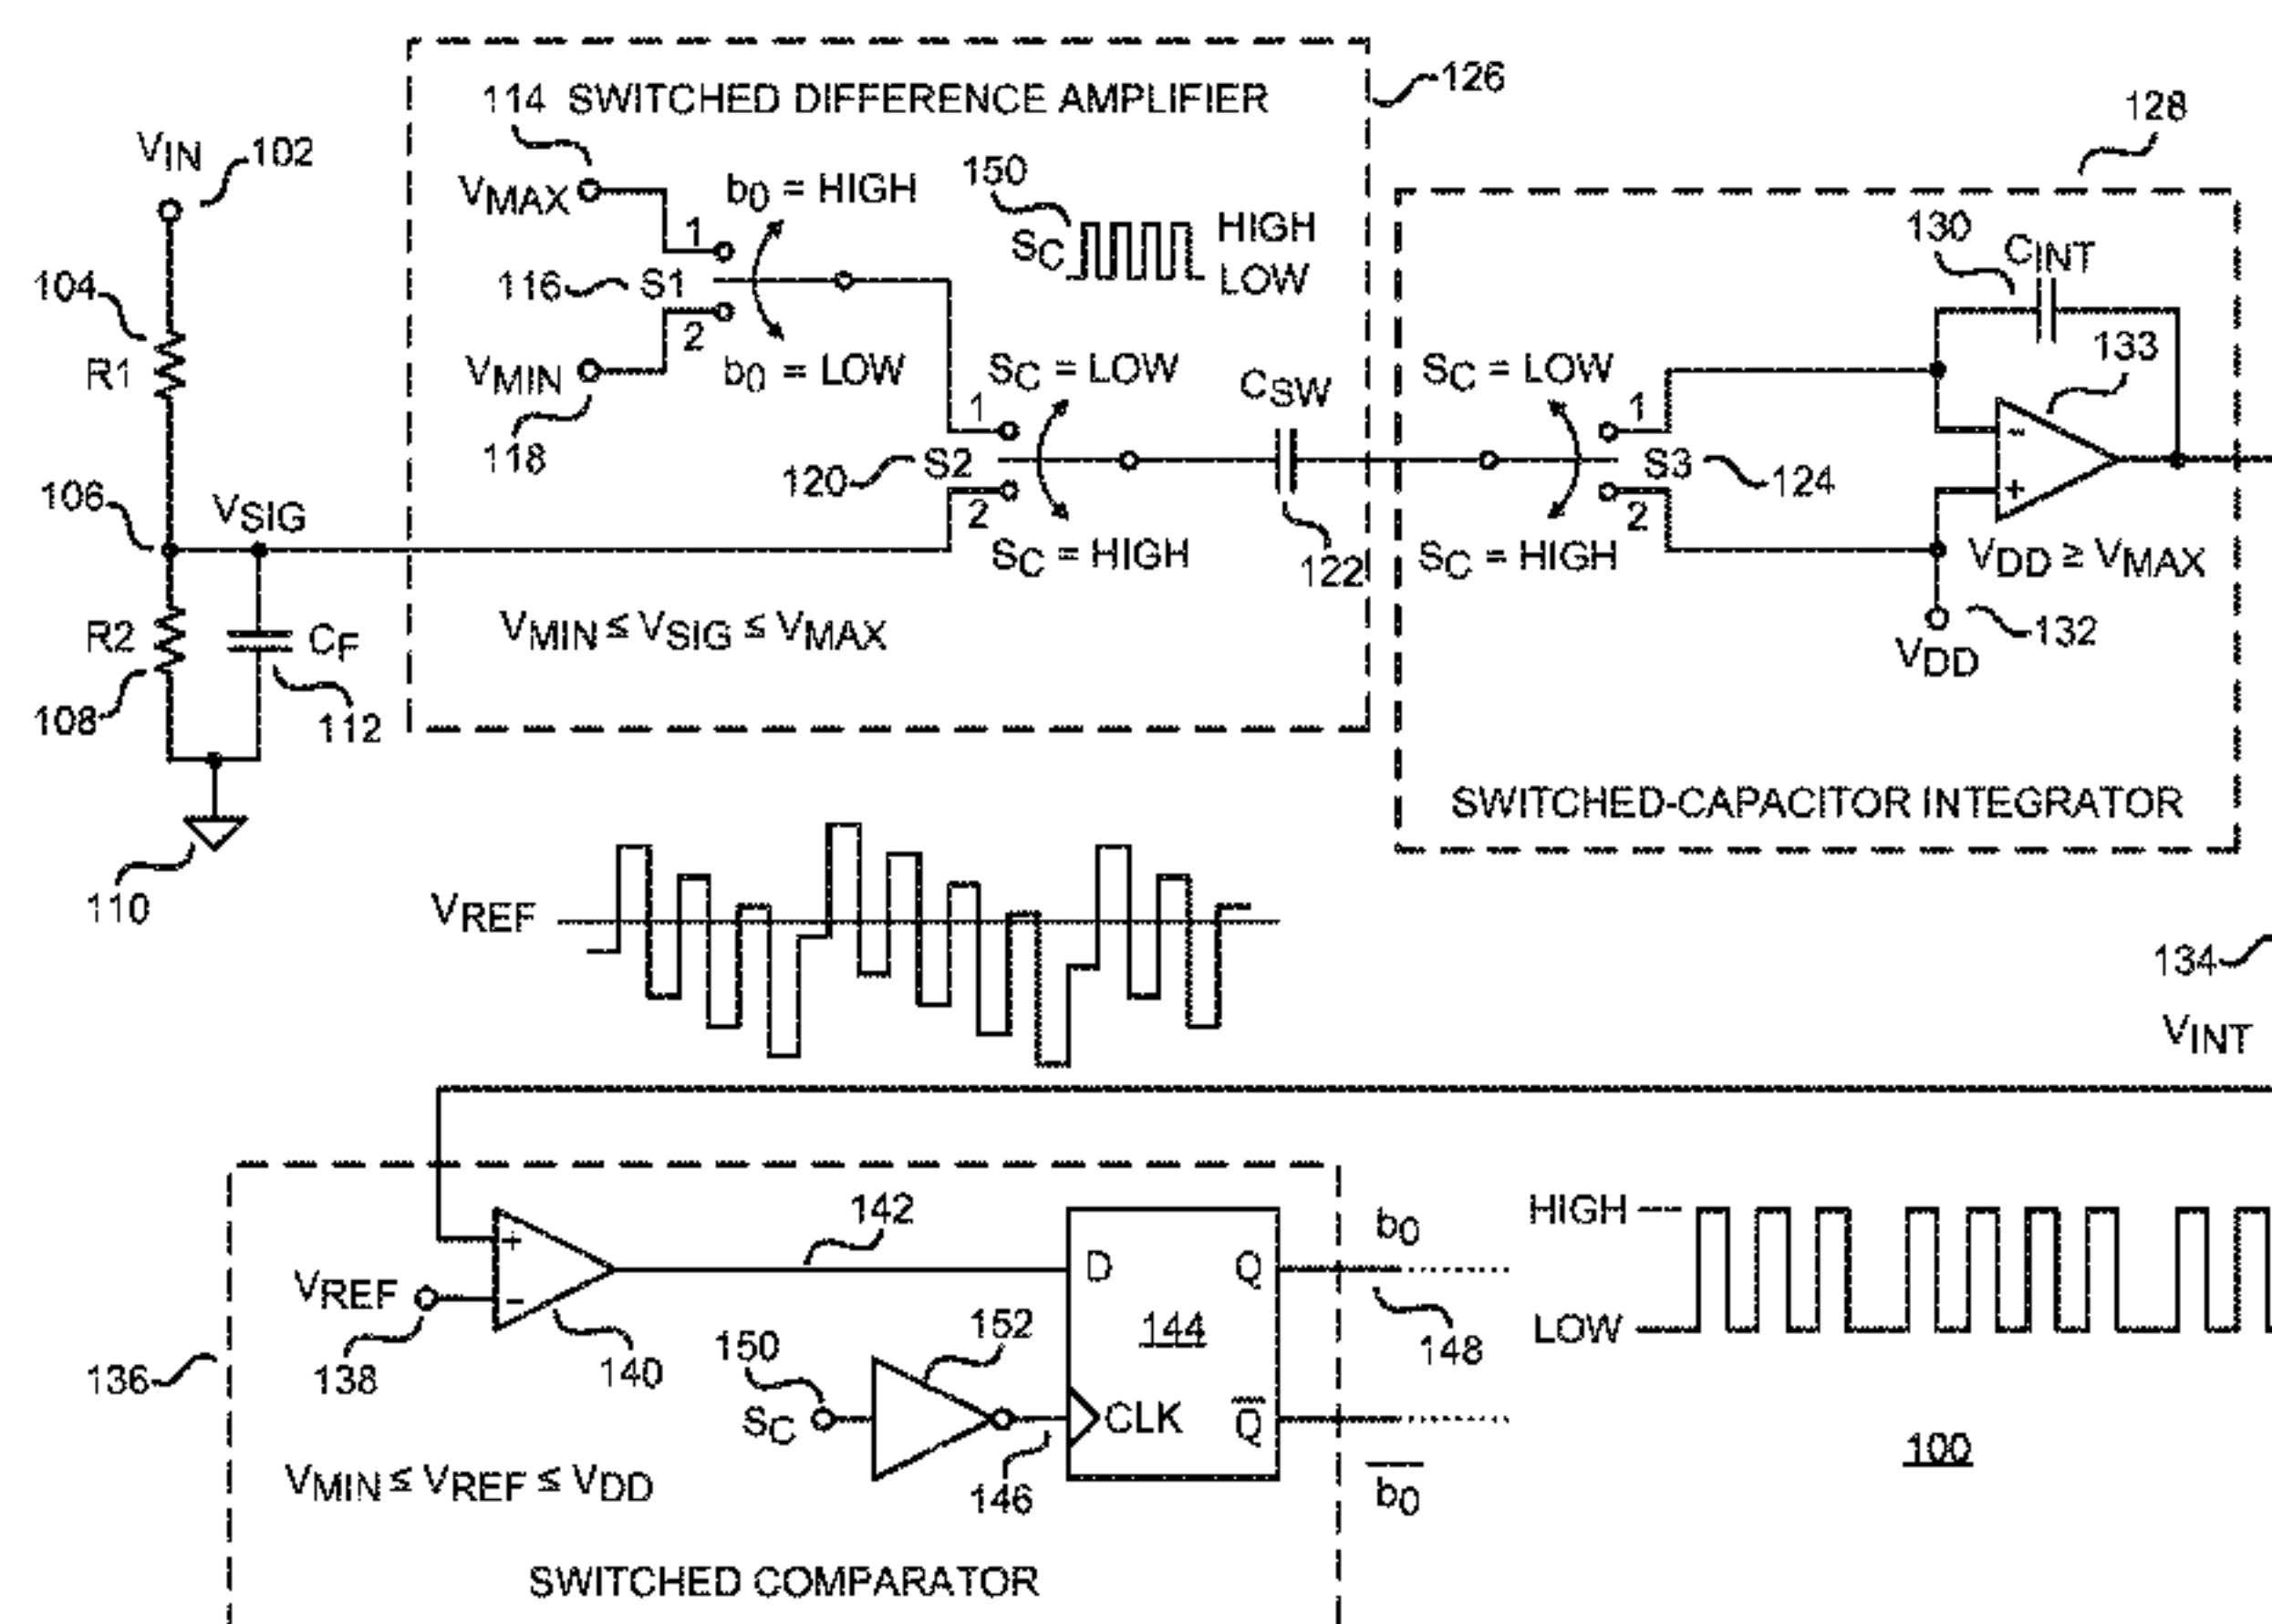 126
114 SWITCHED DIFFERENCE AMPLIFIER
128
VIN 102
150
VMAX
b0 = HIGH
HIGH
SC
LOW
130
CINT
1
104
116 S1
2
133
R1
VMIN
b0 = LOW
SC = LOW
CSW
SC = LOW
118
1
1
120 S2
S3 124
106
VSIG
2
2
-
+
SC = HIGH
122
SC = HIGH
VDD ≥ VMAX
R2
CF
VMIN ≤ VSIG ≤ VMAX
132
VDD
108
112
SWITCHED-CAPACITOR INTEGRATOR
110
VREF
134
VINT
142
HIGH
b0
+
D
Q
VREF
-
138
140
150
152
144
148
LOW
136
SC
146
CLK
Q̅
100
VMIN ≤ VREF ≤ VDD
b̅0
SWITCHED COMPARATOR